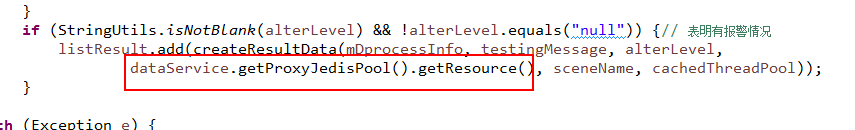 }
if (StringUtils.isNotBlank(alterLevel) && !alterLevel.equals("null")) {// 表明有报警情况
listResult.add(createResultData(mDprocessInfo, testingMessage, alterLevel,
dataService.getProxyJedisPool().getResource(), sceneName, cachedThreadPool));
}
ch (Exception e) {